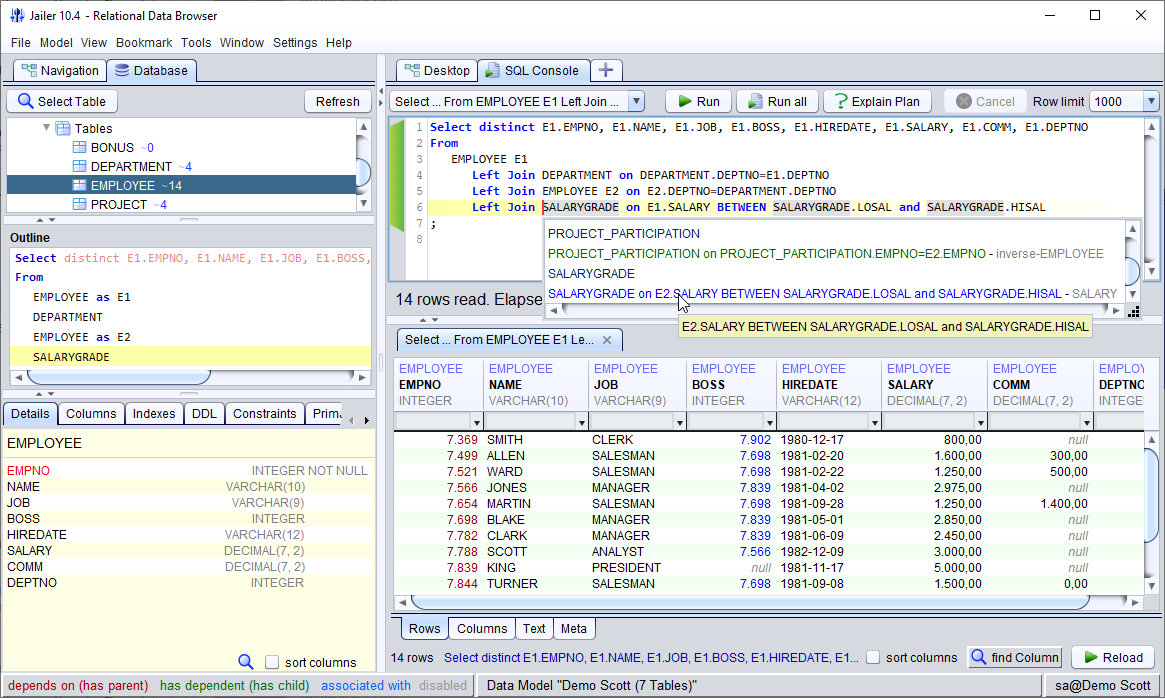 Jailer 10.4 - Relational Data Browser
File Model View Bookmark Tools Window Settings Help
Navigation Database
Select Table Refresh
Tables
BONUS ~0
DEPARTMENT ~4
EMPLOYEE ~14
PROJECT ~4
Outline
Select distinct E1.EMPNO, E1.NAME, E1.JOB, E1.BOSS,
From
EMPLOYEE as E1
DEPARTMENT
EMPLOYEE as E2
SALARYGRADE
Details Columns Indexes DDL Constraints Prima
EMPLOYEE
EMPNO INTEGER NOT NULL
NAME VARCHAR(10)
JOB VARCHAR(9)
BOSS INTEGER
HIREDATE VARCHAR(12)
SALARY DECIMAL(7, 2)
COMM DECIMAL(7, 2)
DEPTNO INTEGER
sort columns
Desktop SQL Console
Select ... From EMPLOYEE E1 Left Join ... Run Run all Explain Plan Cancel Row limit 1000
1 Select distinct E1.EMPNO, E1.NAME, E1.JOB, E1.BOSS, E1.HIREDATE, E1.SALARY, E1.COMM, E1.DEPTNO
2 From
3 EMPLOYEE E1
4 Left Join DEPARTMENT on DEPARTMENT.DEPTNO=E1.DEPTNO
5 Left Join EMPLOYEE E2 on E2.DEPTNO=DEPARTMENT.DEPTNO
6 Left Join SALARYGRADE on E1.SALARY BETWEEN SALARYGRADE.LOSAL and SALARYGRADE.HISAL
7 ;
8
PROJECT_PARTICIPATION
PROJECT_PARTICIPATION on PROJECT_PARTICIPATION.EMPNO=E2.EMPNO - inverse-EMPLOYEE
SALARYGRADE
SALARYGRADE on E2.SALARY BETWEEN SALARYGRADE.LOSAL and SALARYGRADE.HISAL - SALARY
14 rows read. Elapse
E2.SALARY BETWEEN SALARYGRADE.LOSAL and SALARYGRADE.HISAL
Select ... From EMPLOYEE E1 Le...
EMPLOYEE EMPLOYEE EMPLOYEE EMPLOYEE EMPLOYEE EMPLOYEE EMPLOYEE EMPLOY
EMPNO NAME JOB BOSS HIREDATE SALARY COMM DEPTNO
INTEGER VARCHAR(10) VARCHAR(9) INTEGER VARCHAR(12) DECIMAL(7, 2) DECIMAL(7, 2) INTEGE
7.369 SMITH CLERK 7.902 1980-12-17 800,00 null
7.499 ALLEN SALESMAN 7.698 1981-02-20 1.600,00 300,00
7.521 WARD SALESMAN 7.698 1981-02-22 1.250,00 500,00
7.566 JONES MANAGER 7.839 1981-04-02 2.975,00 null
7.654 MARTIN SALESMAN 7.698 1981-09-28 1.250,00 1.400,00
7.698 BLAKE MANAGER 7.839 1981-05-01 2.850,00 null
7.782 CLARK MANAGER 7.839 1981-06-09 2.450,00 null
7.788 SCOTT ANALYST 7.566 1982-12-09 3.000,00 null
7.839 KING PRESIDENT null 1981-11-17 5.000,00 null
7.844 TURNER SALESMAN 7.698 1981-09-08 1.500,00 0,00
Rows Columns Text Meta
14 rows Select distinct E1.EMPNO, E1.NAME, E1.JOB, E1.BOSS, E1.HIREDATE, E1... sort columns find Column Reload
depends on (has parent) has dependent (has child) associated with disabled Data Model "Demo Scott (7 Tables)" sa@Demo Scott